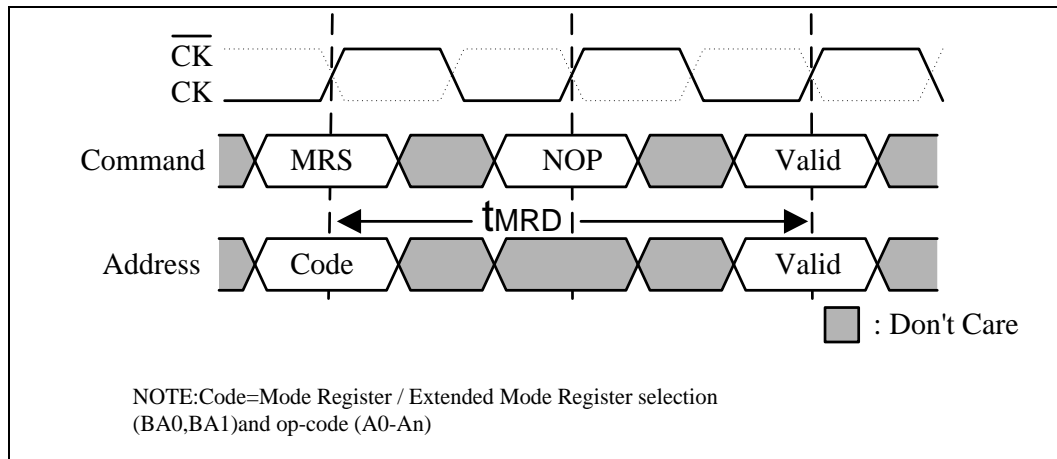 CK
CK
Command MRS NOP Valid
tMRD
Address Code Valid
: Don't Care
NOTE:Code=Mode Register / Extended Mode Register selection
(BA0,BA1)and op-code (A0-An)